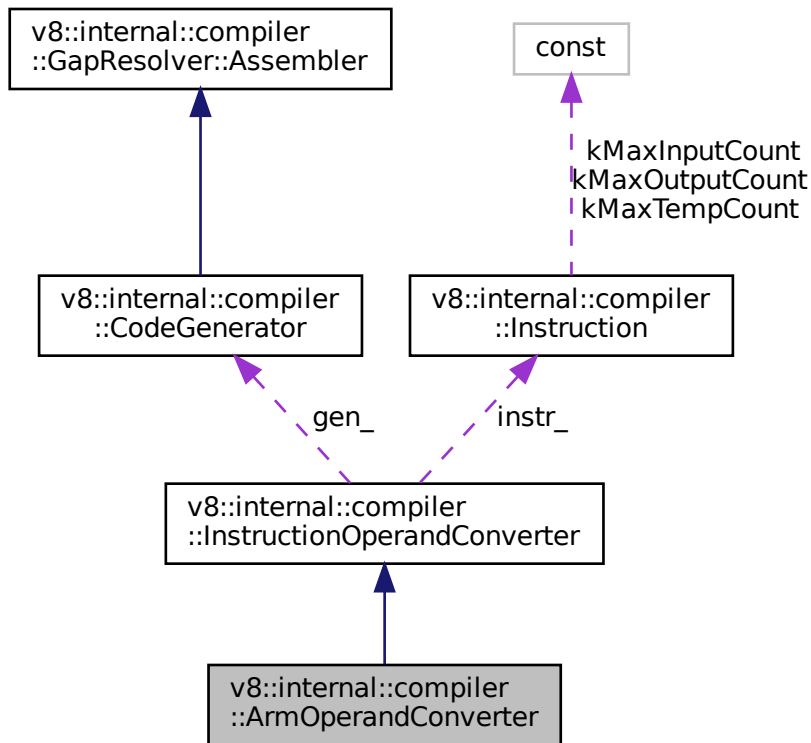 v8::internal::compiler
::GapResolver::Assembler
const
kMaxInputCount
kMaxOutputCount
kMaxTempCount
v8::internal::compiler
::CodeGenerator
v8::internal::compiler
::Instruction
gen_
instr_
v8::internal::compiler
::InstructionOperandConverter
v8::internal::compiler
::ArmOperandConverter